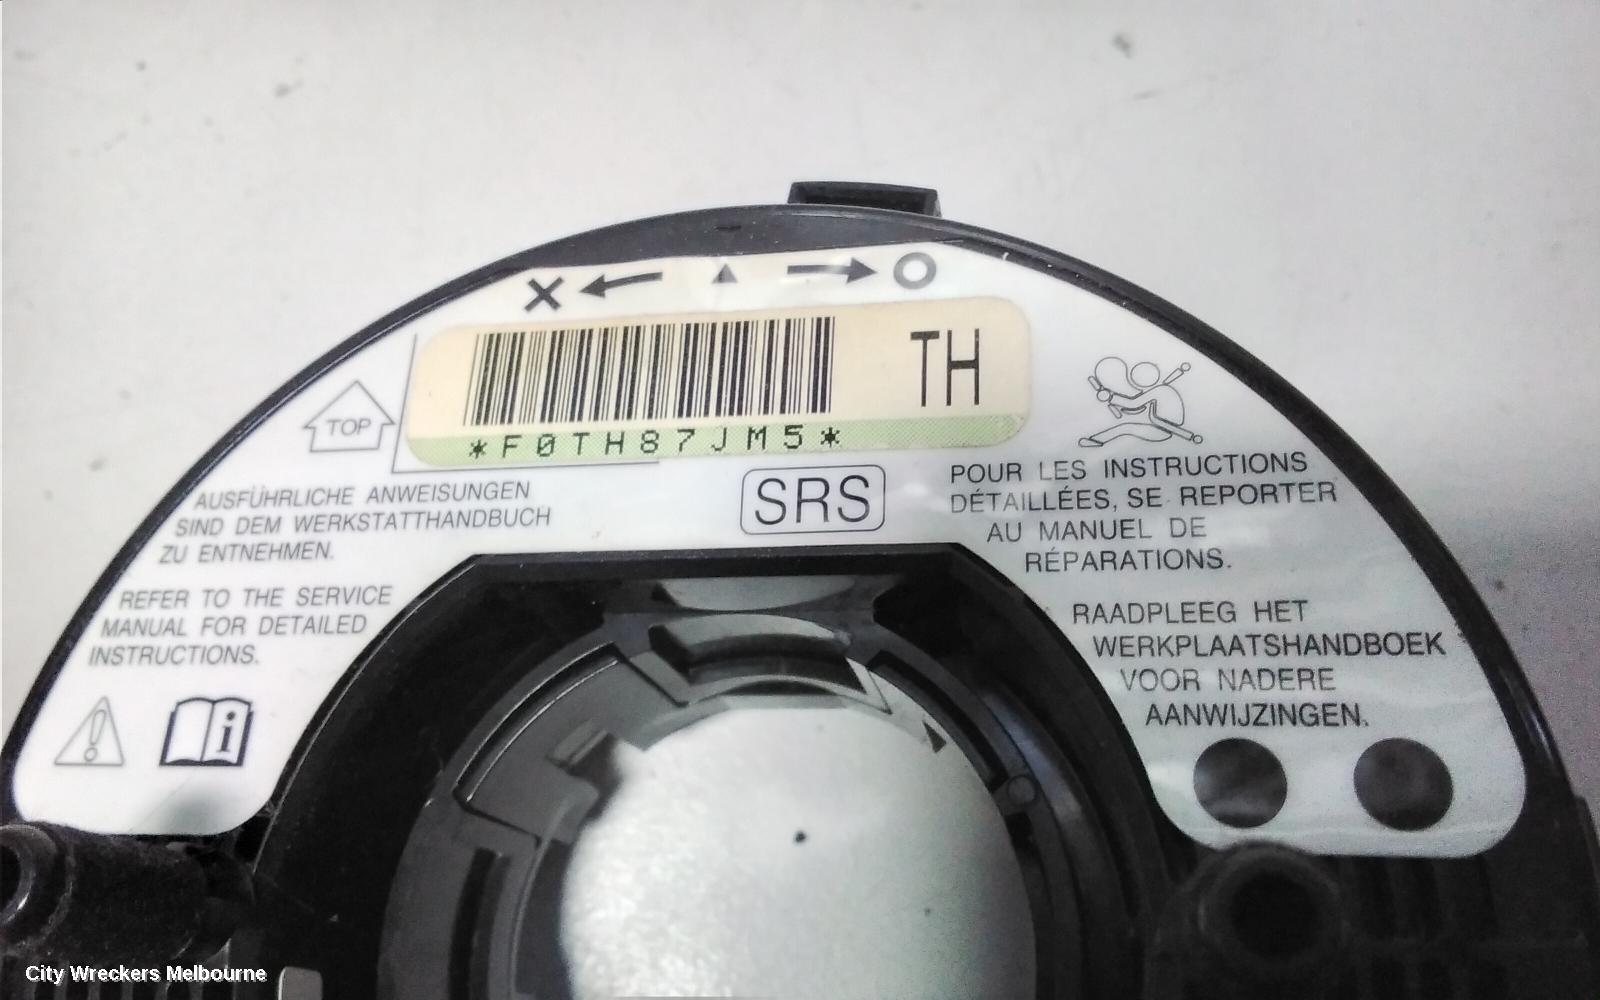 TH
*F0TH87JM5*
TOP
SRS
AUSFÜHRLICHE ANWEISUNGEN
SIND DEM WERKSTATTHANDBUCH
ZU ENTNEHMEN.
REFER TO THE SERVICE
MANUAL FOR DETAILED
INSTRUCTIONS.
POUR LES INSTRUCTIONS
DÉTAILLÉES, SE REPORTER
AU MANUEL DE
RÉPARATIONS.
RAADPLEEG HET
WERKPLAATSHANDBOEK
VOOR NADERE
AANWIJZINGEN.
City Wreckers Melbourne